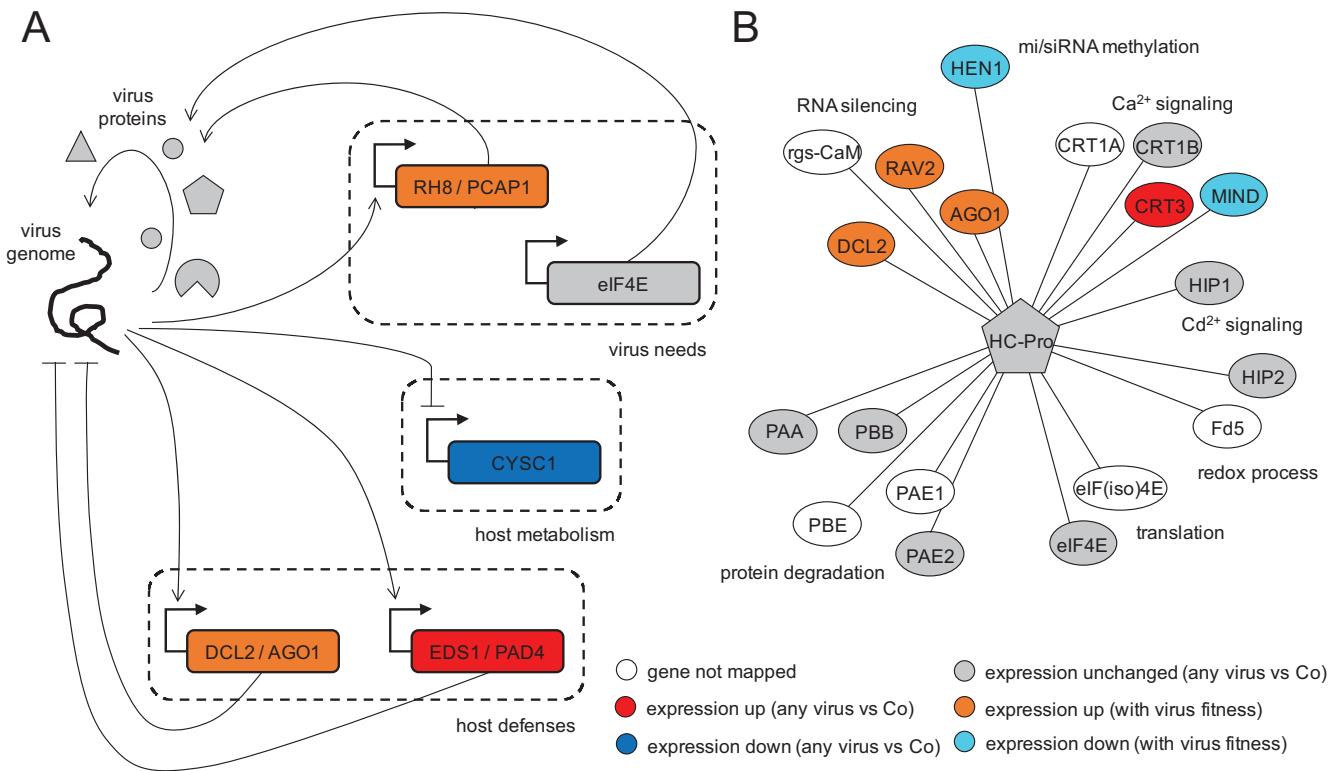 A
virus
proteins
virus
genome
RH8 / PCAP1
eIF4E
virus needs
CYSC1
host metabolism
DCL2 / AGO1
EDS1 / PAD4
host defenses
B
mi/siRNA methylation
HEN1
RNA silencing
Ca²⁺ signaling
rgs-CaM
RAV2
CRT1A
CRT1B
AGO1
CRT3
MIND
DCL2
HIP1
Cd²⁺ signaling
HC-Pro
HIP2
PAA
PBB
Fd5
redox process
PAE1
eIF(iso)4E
PBE
translation
PAE2
eIF4E
protein degradation
gene not mapped
expression up (any virus vs Co)
expression down (any virus vs Co)
expression unchanged (any virus vs Co)
expression up (with virus fitness)
expression down (with virus fitness)